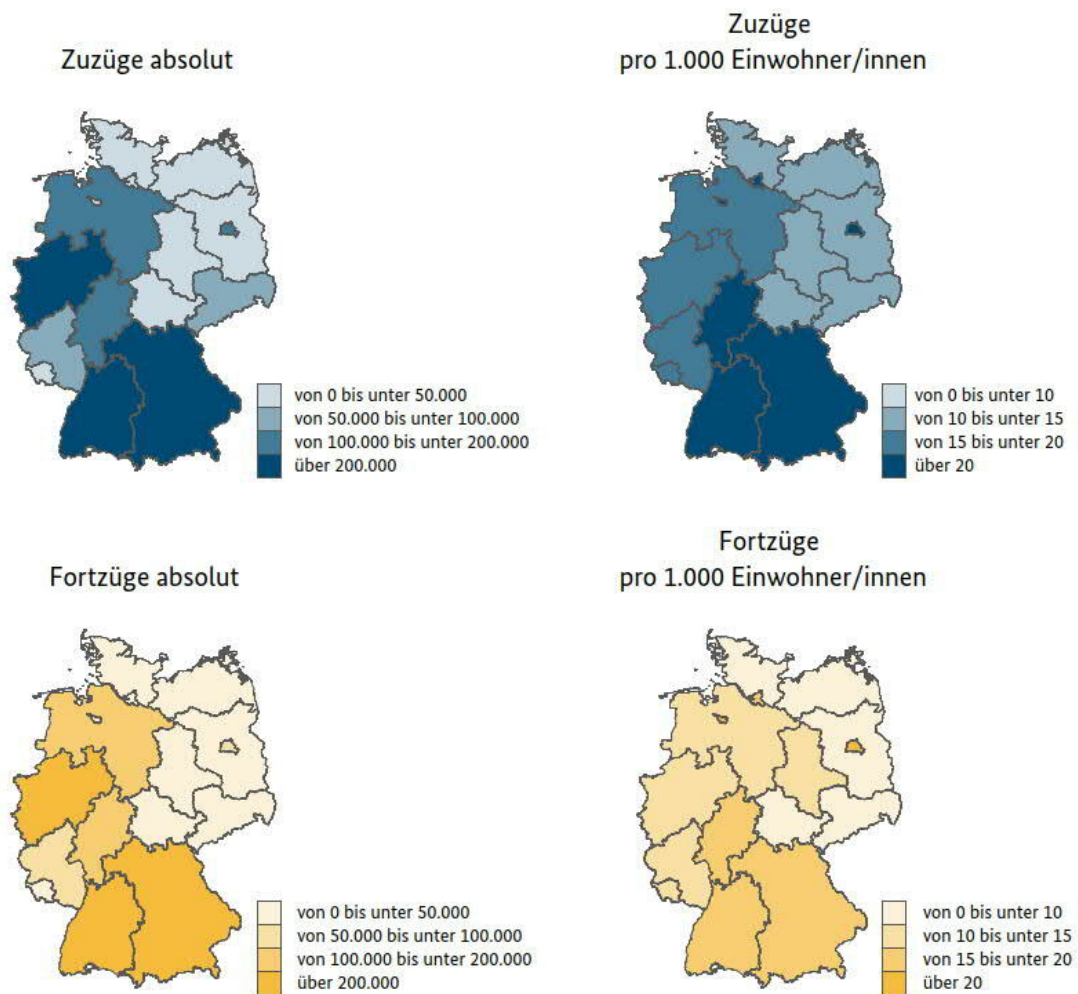 Zuzüge absolut
Zuzüge
pro 1.000 Einwohner/innen
von 0 bis unter 50.000
von 50.000 bis unter 100.000
von 100.000 bis unter 200.000
über 200.000
von 0 bis unter 10
von 10 bis unter 15
von 15 bis unter 20
über 20
Fortzüge absolut
Fortzüge
pro 1.000 Einwohner/innen
von 0 bis unter 50.000
von 50.000 bis unter 100.000
von 100.000 bis unter 200.000
über 200.000
von 0 bis unter 10
von 10 bis unter 15
von 15 bis unter 20
über 20